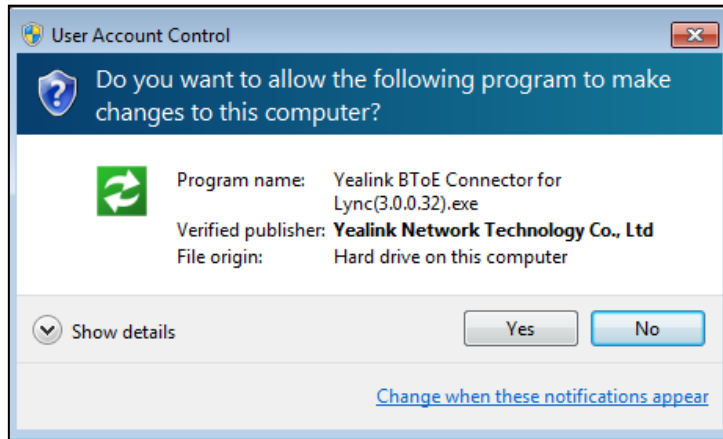 User Account Control
Do you want to allow the following program to make
changes to this computer?
Program name: Yealink BToE Connector for
Lync(3.0.0.32).exe
Verified publisher: Yealink Network Technology Co., Ltd
File origin: Hard drive on this computer
Show details Yes No
Change when these notifications appear